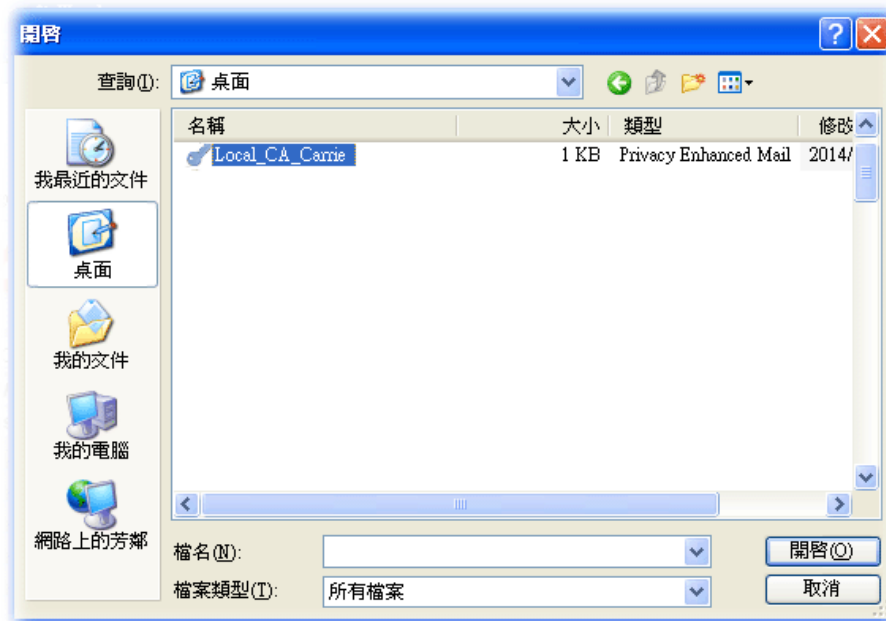 開啓
查詢(I):
桌面
我最近的文件
桌面
我的文件
我的電腦
網路上的芳鄰
名稱 大小 類型 修改
Local_CA_Carrie 1 KB Privacy Enhanced Mail 2014/
檔名(N):
開啓(O)
檔案類型(T):
所有檔案
取消